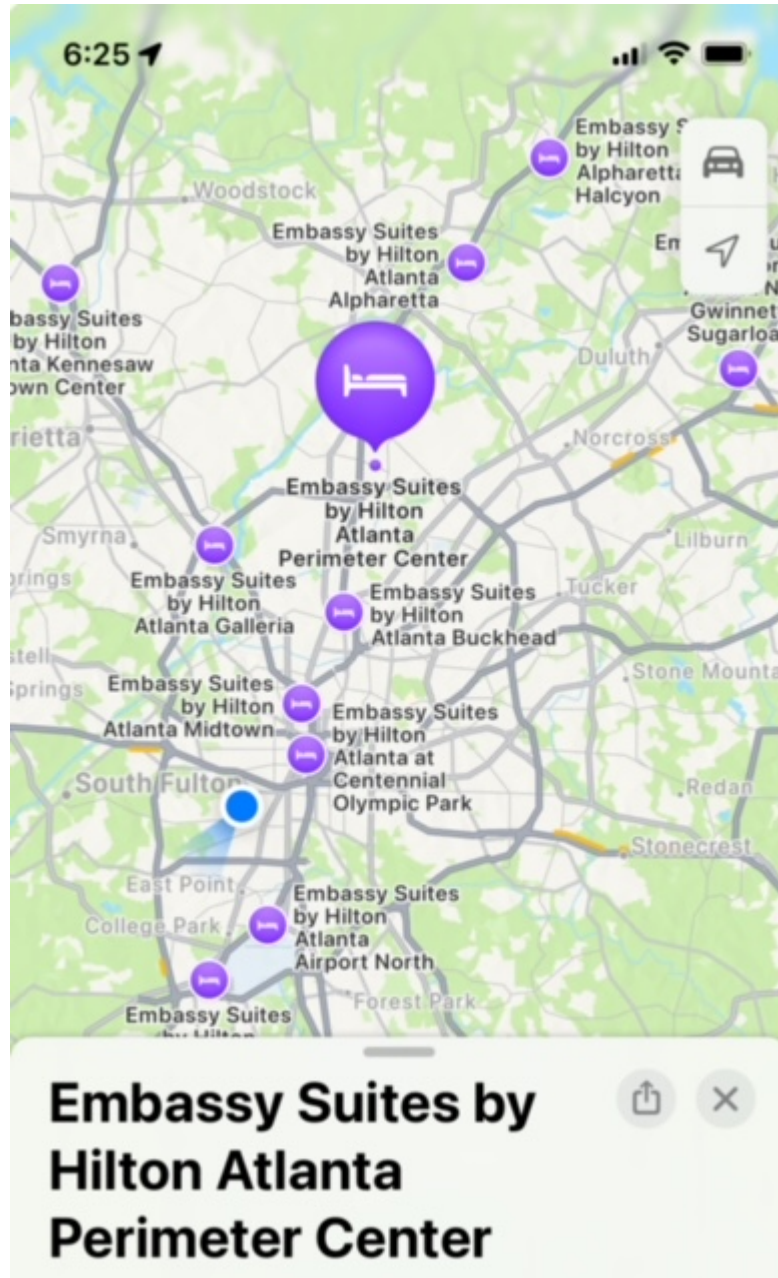 6:25
Embassy S
by Hilton
Alpharetta
Halcyon
Woodstock
Embassy Suites
by Hilton
Atlanta
Alpharetta
Em
bassy Suites
by Hilton
nta Kennesaw
own Center
Gwinnet
Sugarloa
Duluth
rietta
Norcross
Embassy Suites
by Hilton
Atlanta
Perimeter Center
Smyrna
Lilburn
prings
Embassy Suites
by Hilton
Atlanta Galleria
Tucker
Embassy Suites
by Hilton
Atlanta Buckhead
stell
Springs
Stone Mounta
Embassy Suites
by Hilton
Atlanta Midtown
Embassy Suites
by Hilton
Atlanta at
Centennial
Olympic Park
South Fulton
Redan
Stonecrest
East Point
College Park
Embassy Suites
by Hilton
Atlanta
Airport North
Forest Park
Embassy Suites
by Hilton
Embassy Suites by
Hilton Atlanta
Perimeter Center